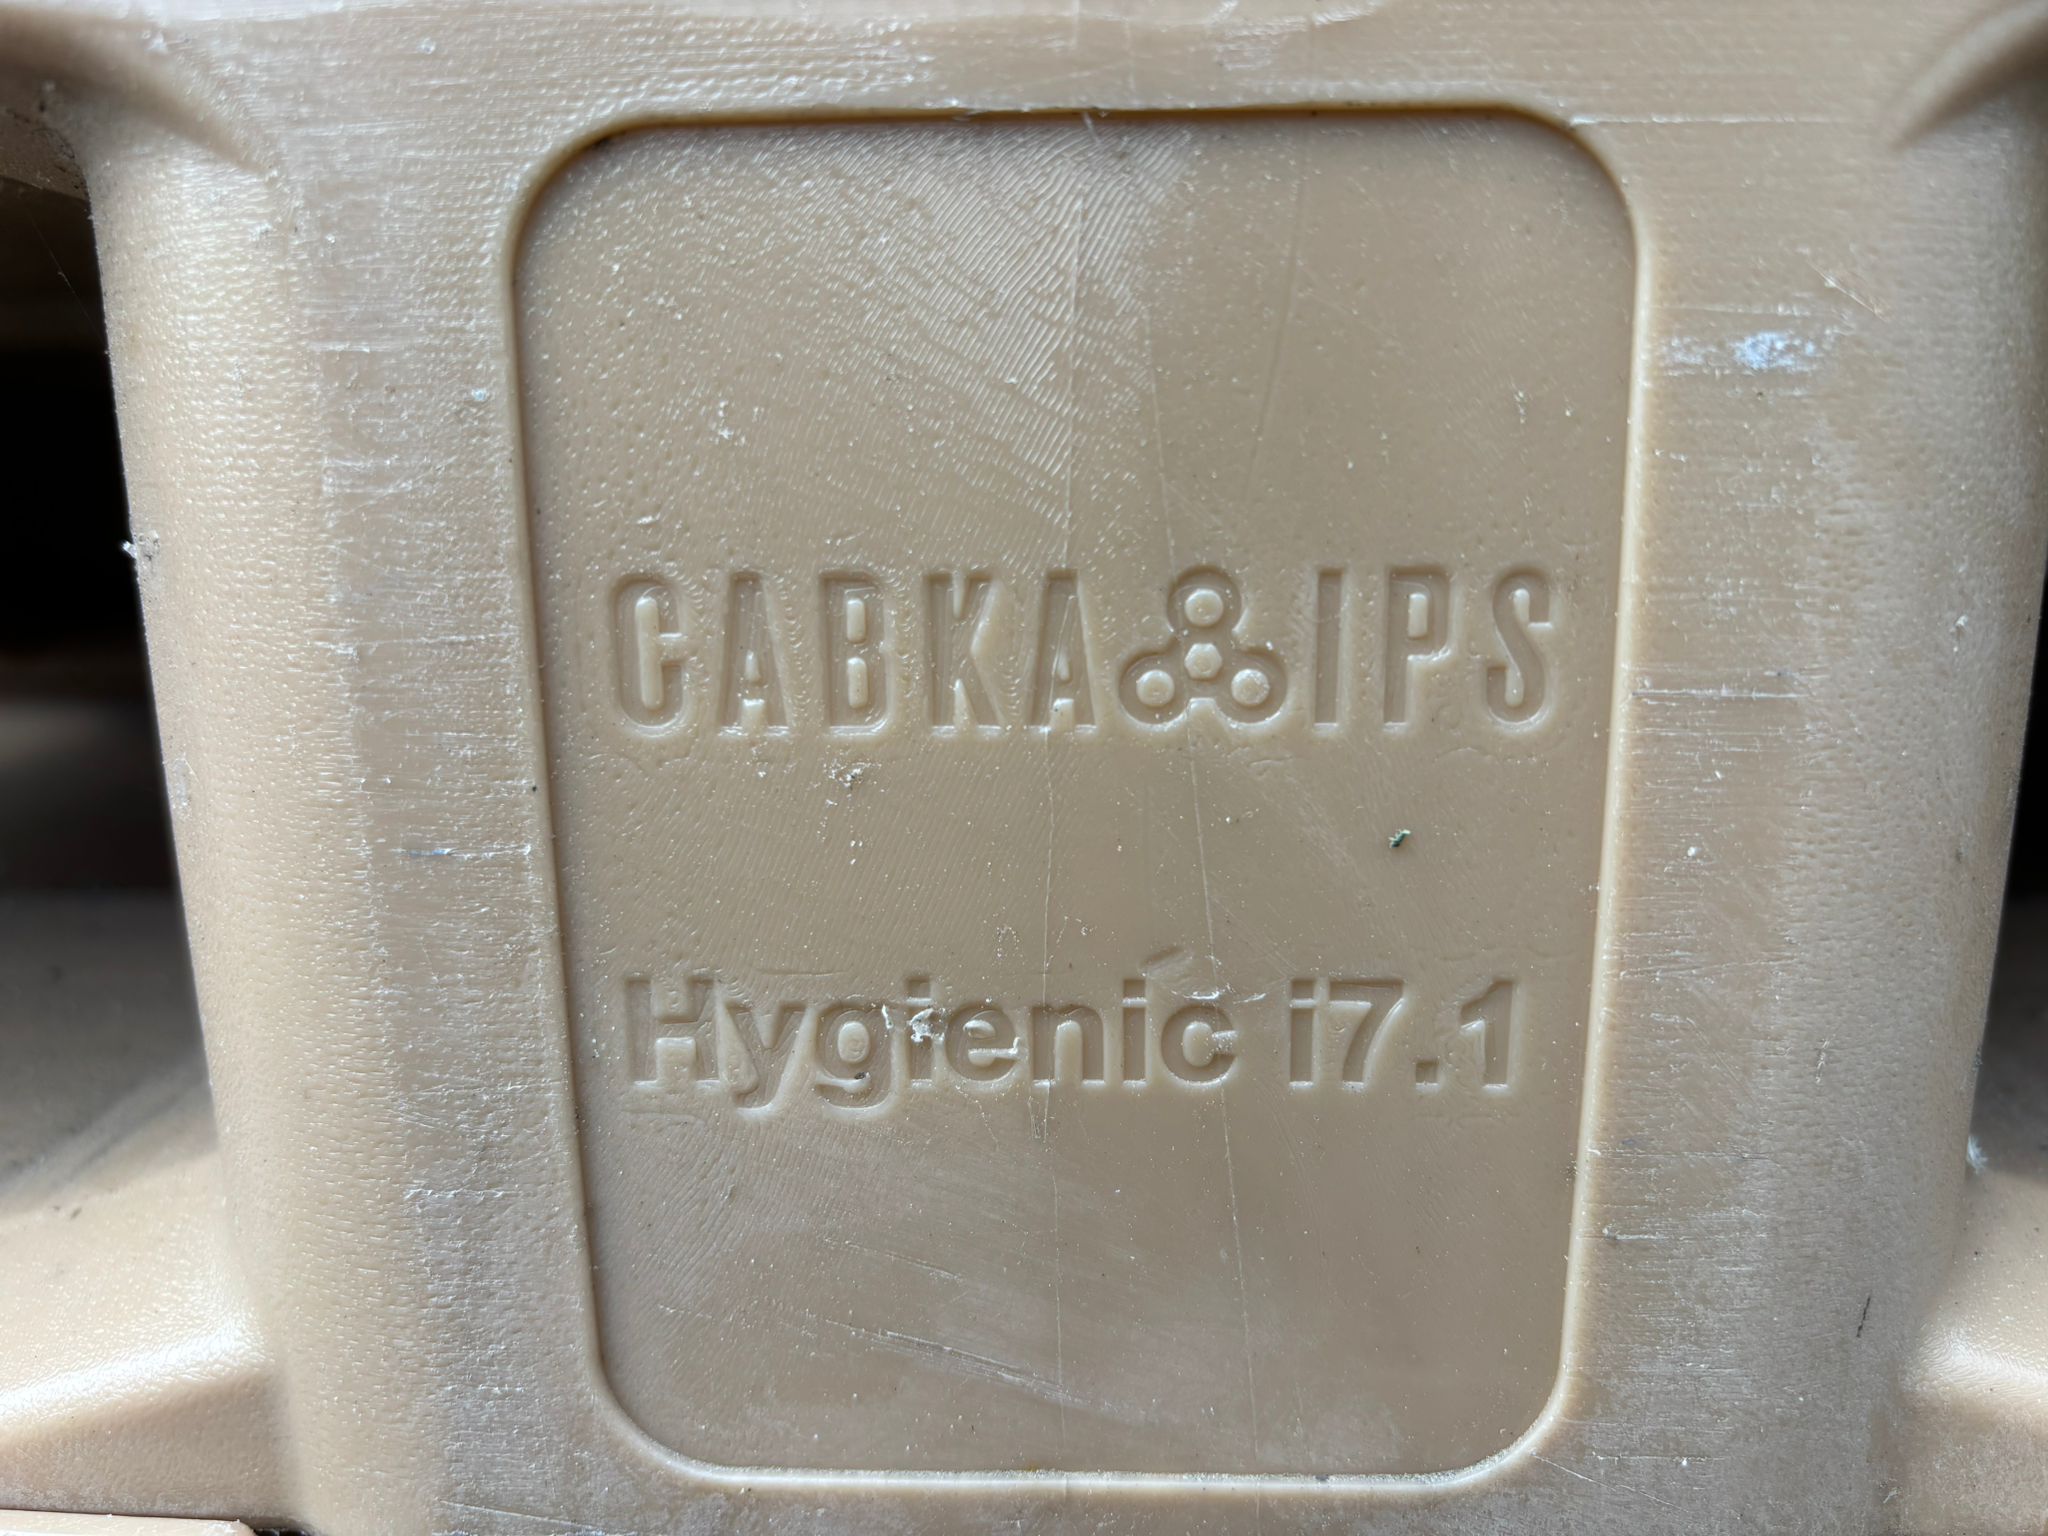 CABKA IPS
Hygienic i7.1